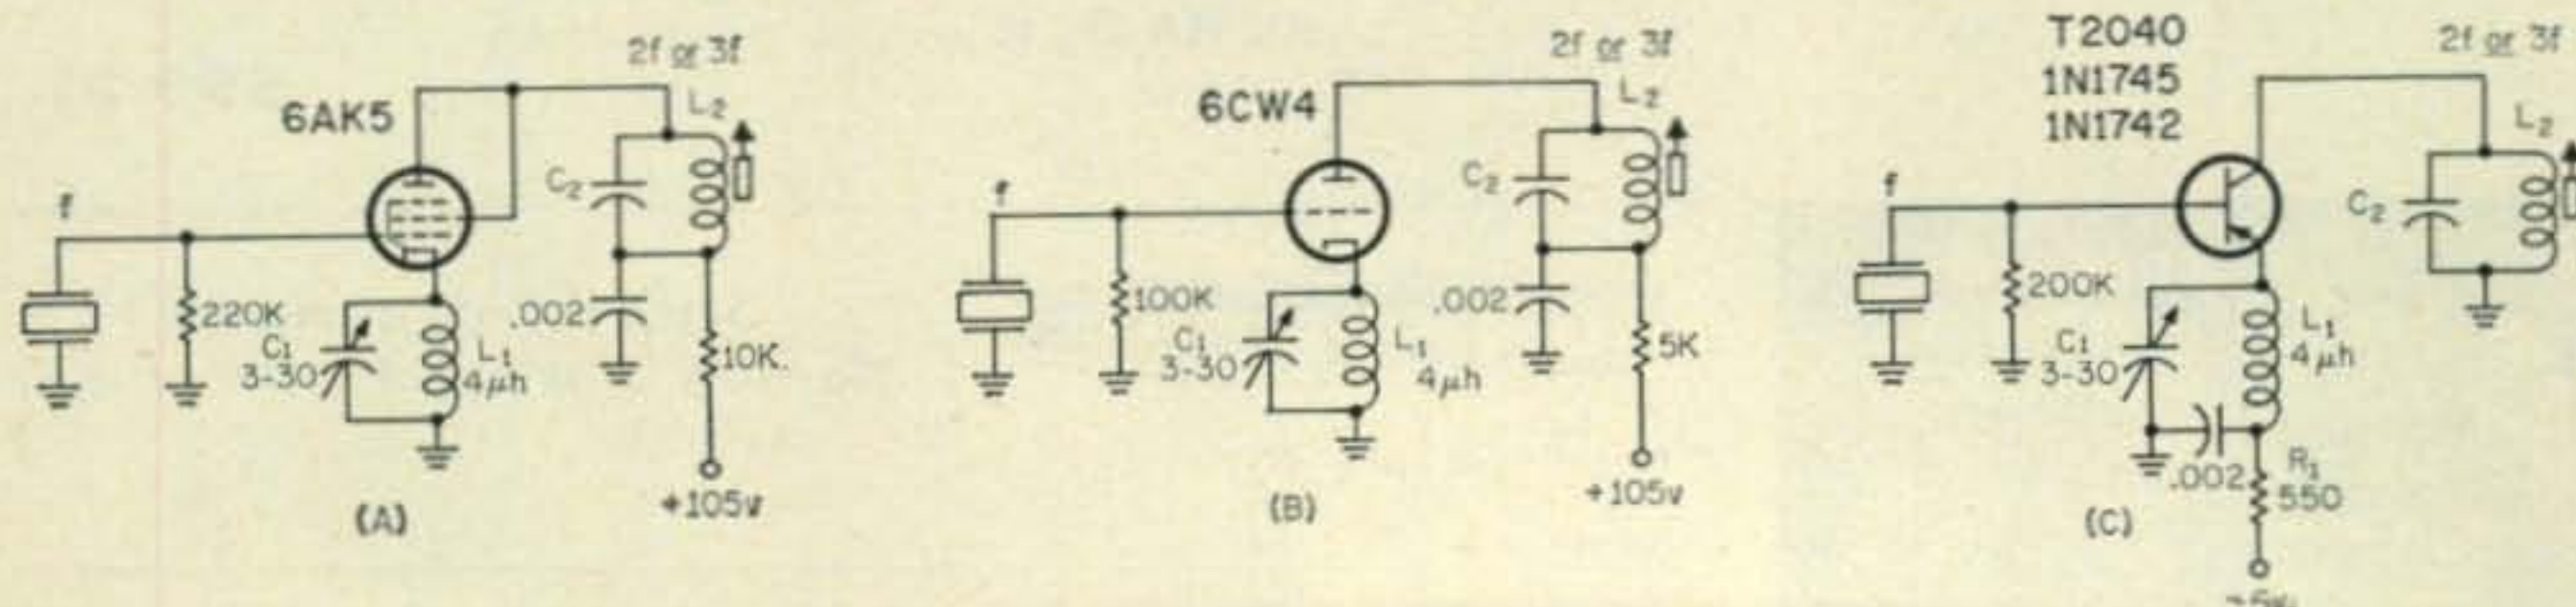 2f or 3f
6AK5
L₂
C₂
f
220K
C₁
3-30
L₁
4μh
.002
10K.
+105v
(A)
2f or 3f
6CW4
L₂
C₂
f
100K
C₁
3-30
L₁
4μh
.002
5K
+105v
(B)
T2040
1N1745
1N1742
2f or 3f
L₂
C₂
f
200K
C₁
3-30
L₁
4μh
.002
R₁
550
(C)